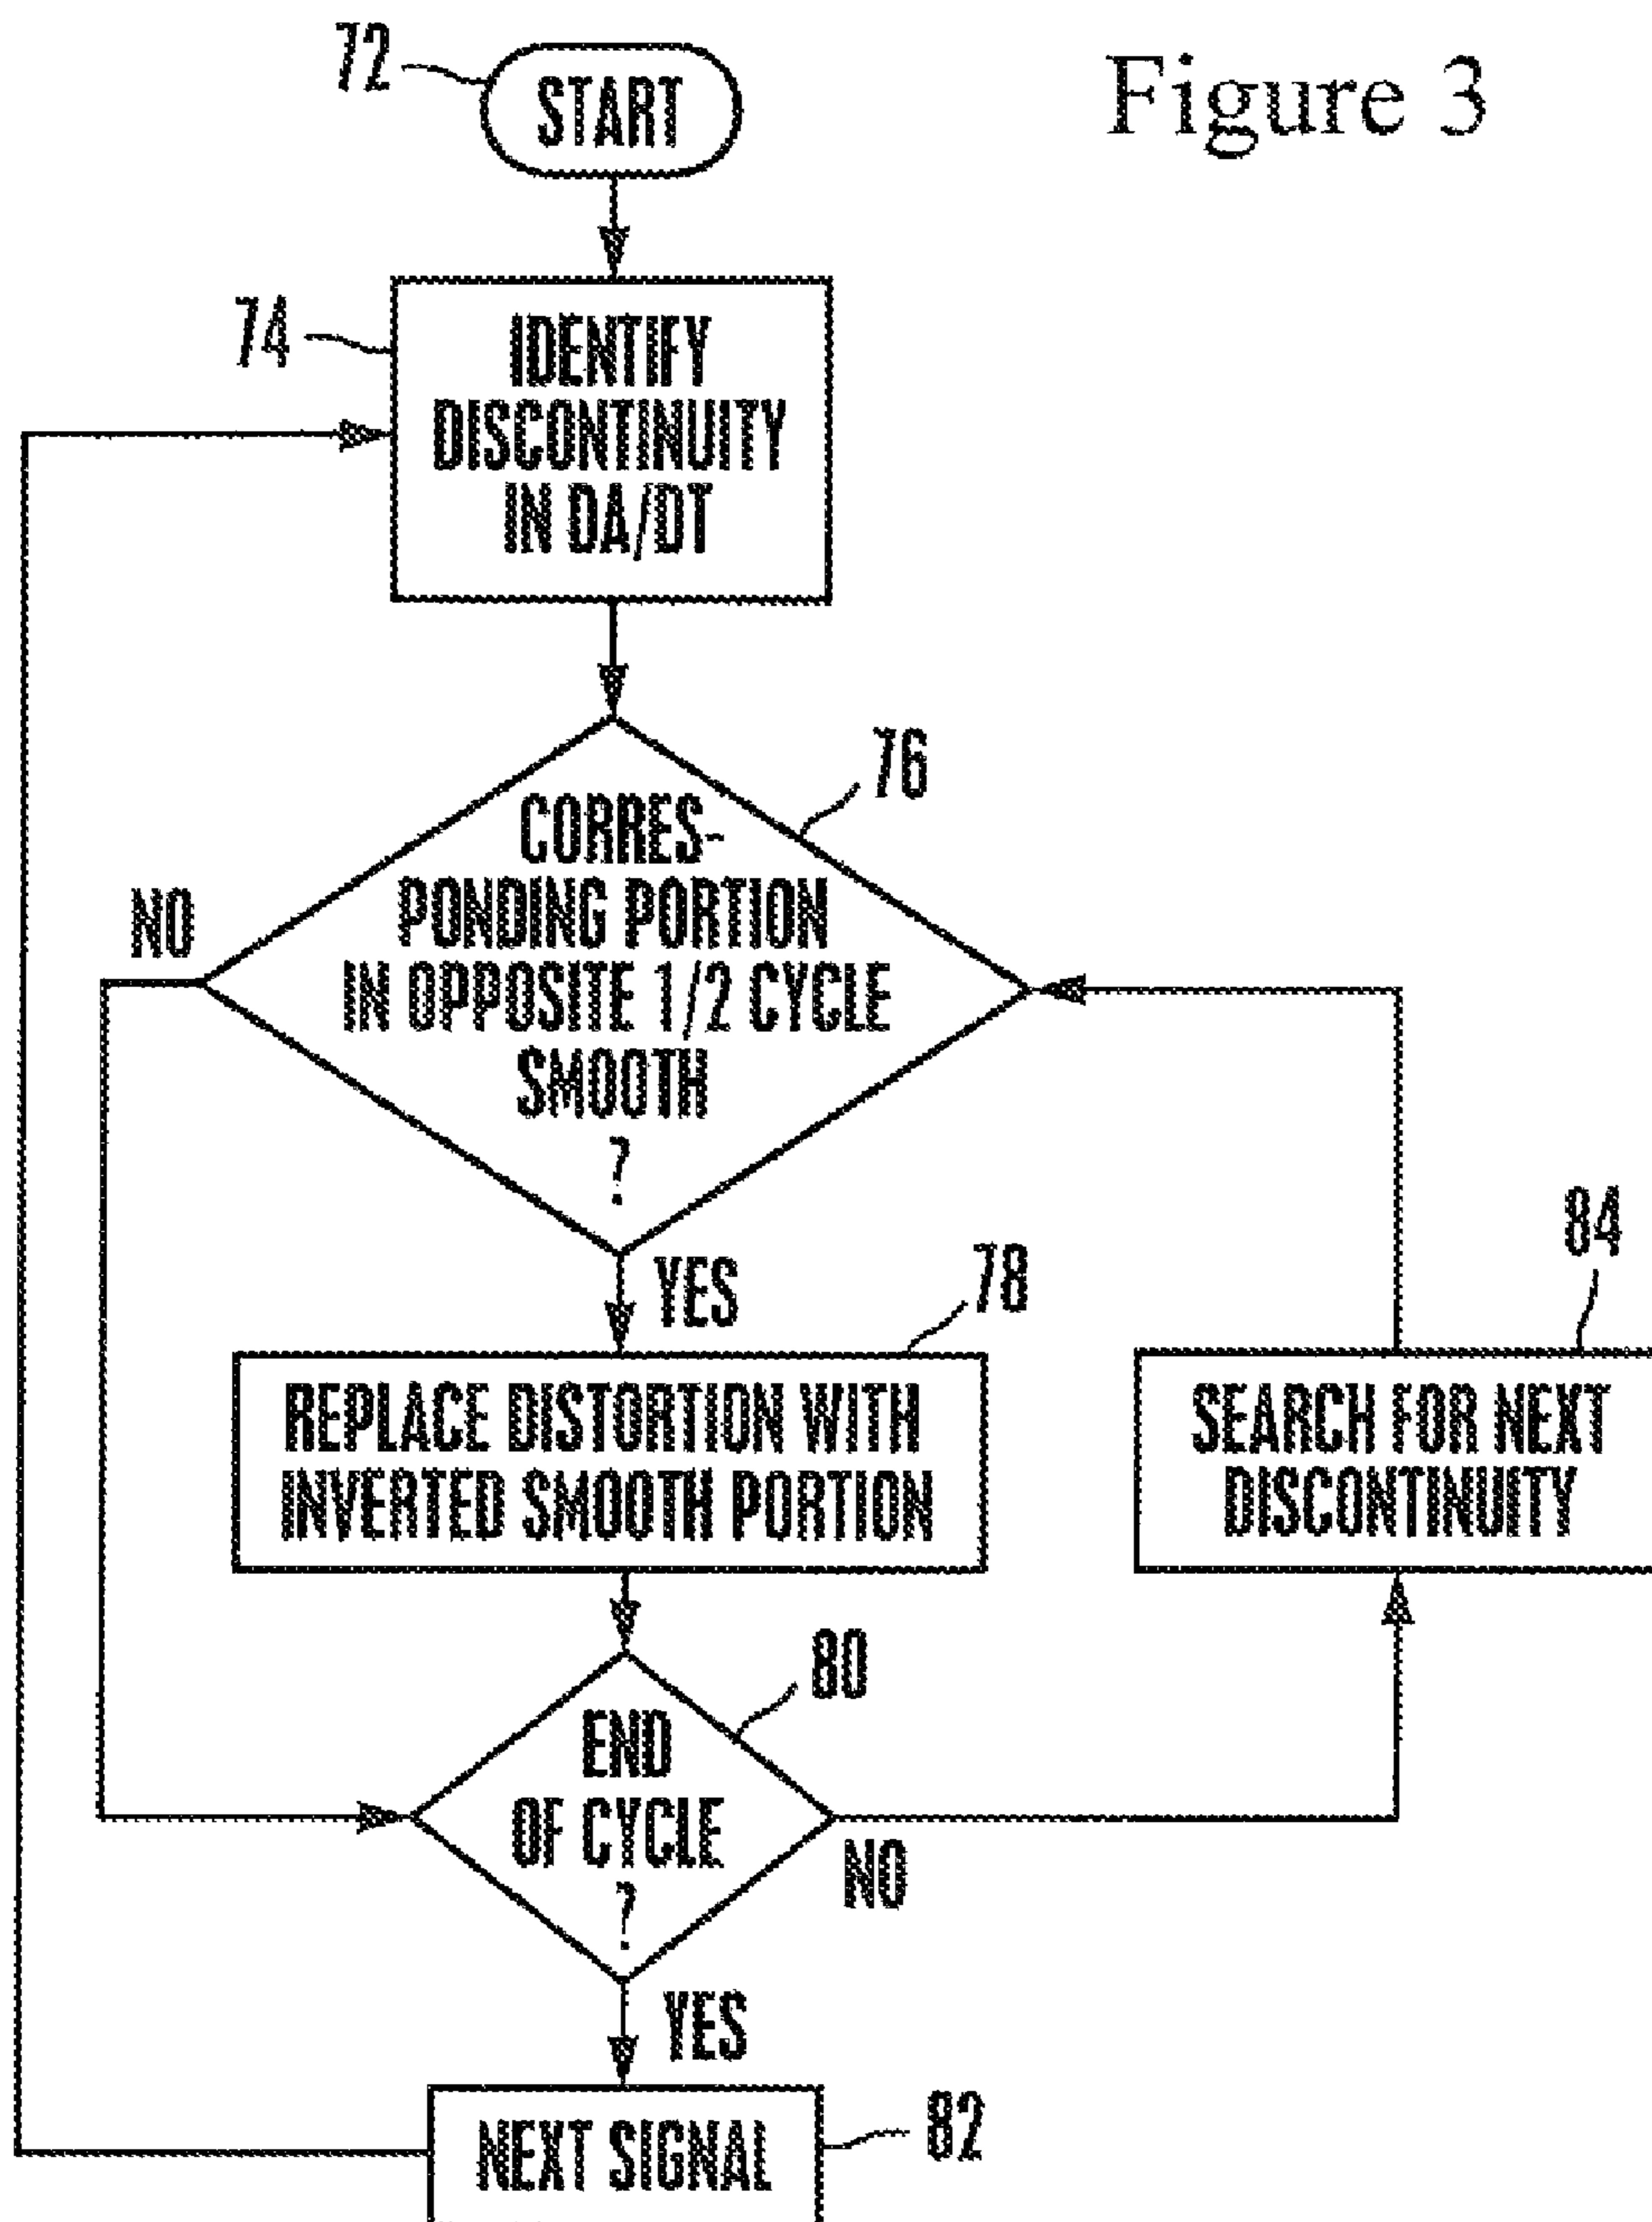 Figure 3
72
START
74
IDENTIFY
DISCONTINUITY
IN DA/DT
76
CORRES-
PONDING PORTION
IN OPPOSITE 1/2 CYCLE
SMOOTH
?
NO
YES
78
REPLACE DISTORTION WITH
INVERTED SMOOTH PORTION
84
SEARCH FOR NEXT
DISCONTINUITY
80
END
OF CYCLE
?
NO
YES
82
NEXT SIGNAL